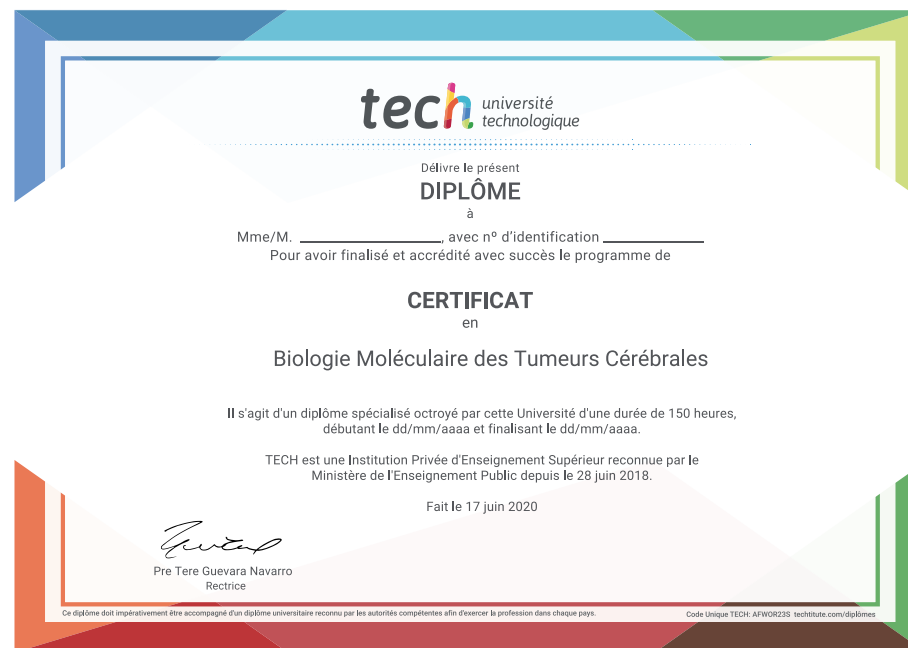 tech université
technologique
Délivre le présent
DIPLÔME
à
Mme/M. ____________________, avec nº d'identification ______________
Pour avoir finalisé et accrédité avec succès le programme de
CERTIFICAT
en
Biologie Moléculaire des Tumeurs Cérébrales
Il s'agit d'un diplôme spécialisé octroyé par cette Université d'une durée de 150 heures,
débutant le dd/mm/aaaa et finalisant le dd/mm/aaaa.
TECH est une Institution Privée d'Enseignement Supérieur reconnue par le
Ministère de l'Enseignement Public depuis le 28 juin 2018.
Fait le 17 juin 2020
Pre Tere Guevara Navarro
Rectrice
Ce diplôme doit impérativement être accompagné d'un diplôme universitaire reconnu par les autorités compétentes afin d'exercer la profession dans chaque pays.
Code Unique TECH: AFWOR23S techtitute.com/diplômes